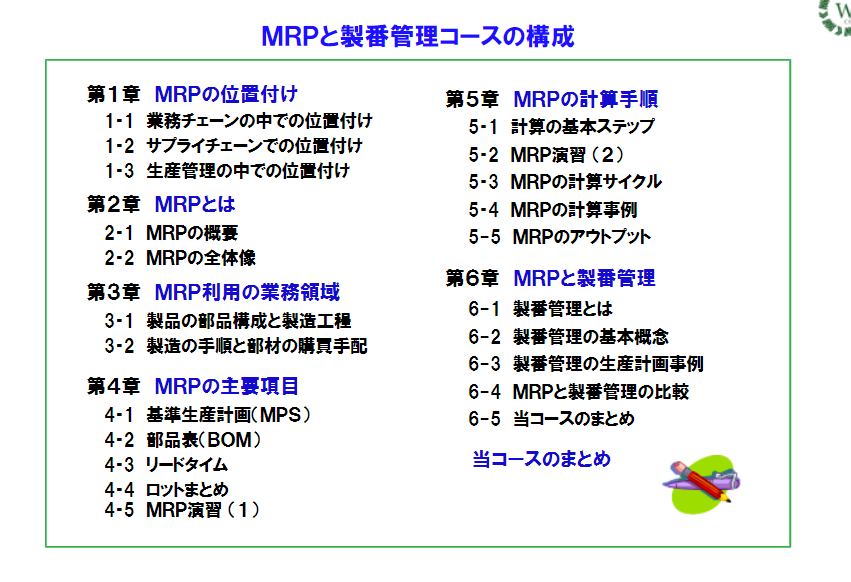 MRPと製番管理コースの構成
第１章 MRPの位置付け
1-1 業務チェーンの中での位置付け
1-2 サプライチェーンでの位置付け
1-3 生産管理の中での位置付け
第２章 MRPとは
2-1 MRPの概要
2-2 MRPの全体像
第３章 MRP利用の業務領域
3-1 製品の部品構成と製造工程
3-2 製造の手順と部材の購買手配
第４章 MRPの主要項目
4-1 基準生産計画（MPS）
4-2 部品表（BOM）
4-3 リードタイム
4-4 ロットまとめ
4-5 MRP演習（１）
第５章 MRPの計算手順
5-1 計算の基本ステップ
5-2 MRP演習（２）
5-3 MRPの計算サイクル
5-4 MRPの計算事例
5-5 MRPのアウトプット
第６章 MRPと製番管理
6-1 製番管理とは
6-2 製番管理の基本概念
6-3 製番管理の生産計画事例
6-4 MRPと製番管理の比較
6-5 当コースのまとめ
当コースのまとめ